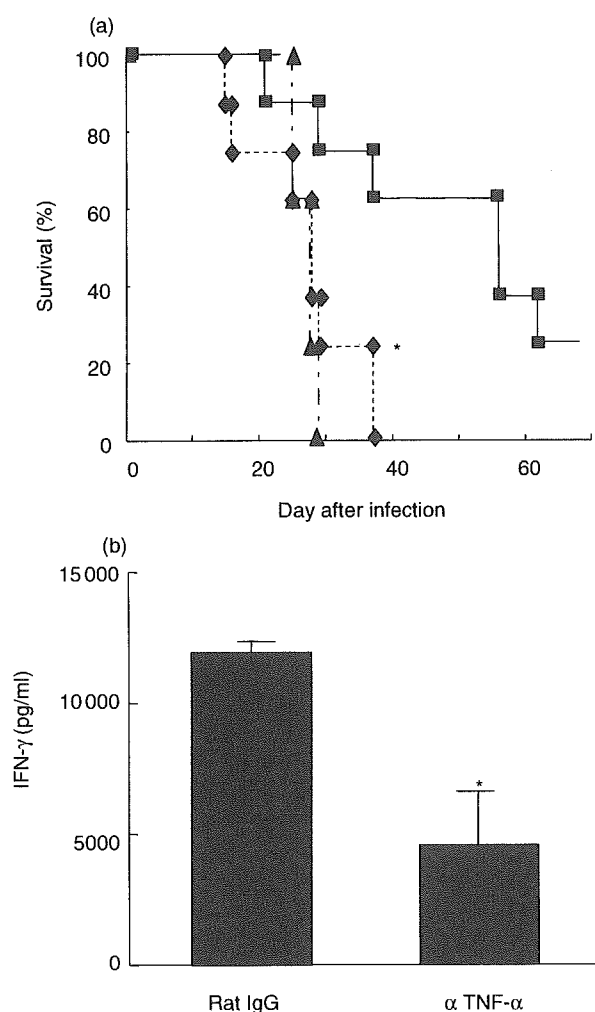 (a)
100
80
60
40
20
0
Survival (%)
*
0 20 40 60
Day after infection
(b)
15 000
10 000
5000
0
IFN-γ (pg/ml)
*
Rat IgG α TNF-α